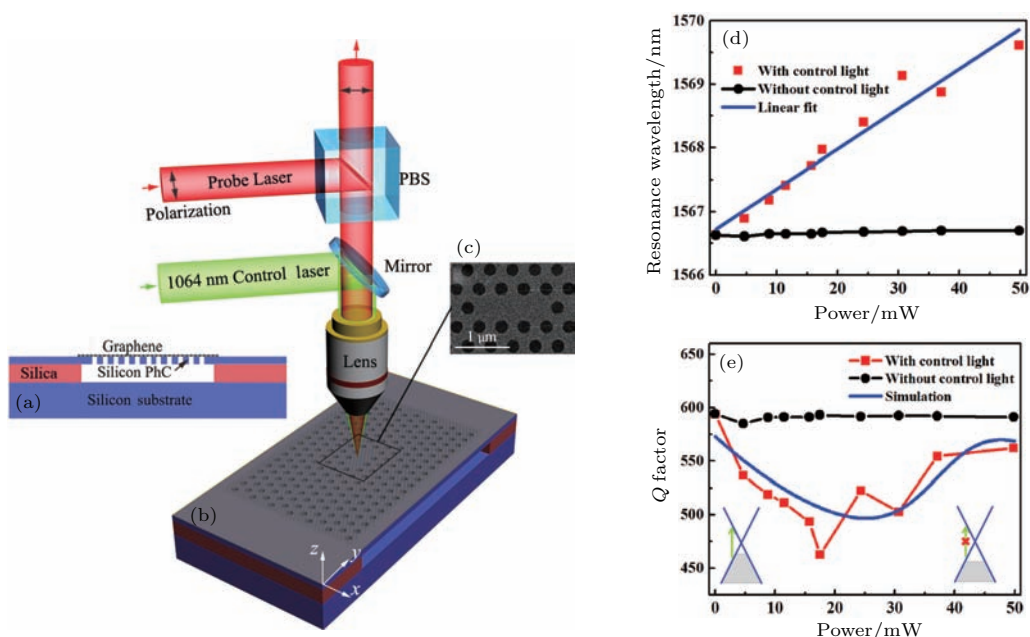 Probe Laser
Polarization
PBS
1064 nm Control laser
Mirror
(c)
1 μm
Graphene
Silica
Silicon PhC
(a)
Silicon substrate
Lens
(b)
z
y
x
(d)
With control light
Without control light
Linear fit
Resonance wavelength/nm
1570
1569
1568
1567
1566
0 10 20 30 40 50
Power/mW
(e)
With control light
Without control light
Simulation
Q factor
650
600
550
500
450
0 10 20 30 40 50
Power/mW